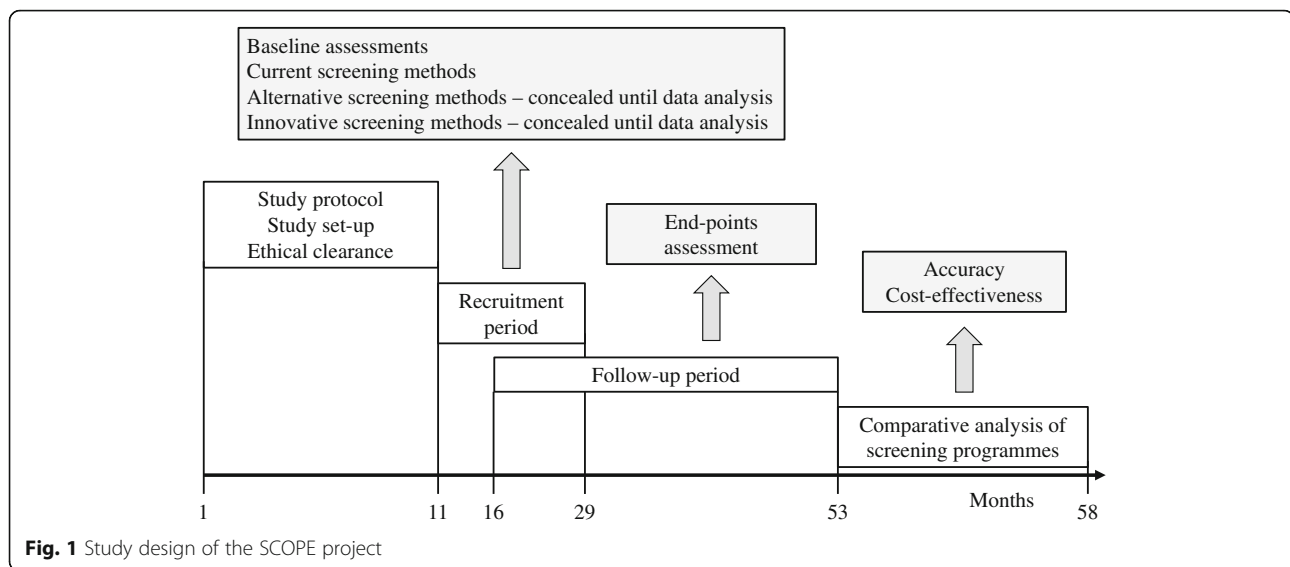 Baseline assessments
Current screening methods
Alternative screening methods – concealed until data analysis
Innovative screening methods – concealed until data analysis
Study protocol
Study set-up
Ethical clearance
End-points
assessment
Accuracy
Cost-effectiveness
Recruitment
period
Follow-up period
Comparative analysis of
screening programmes
Months
1 11 16 29 53 58
Fig. 1 Study design of the SCOPE project